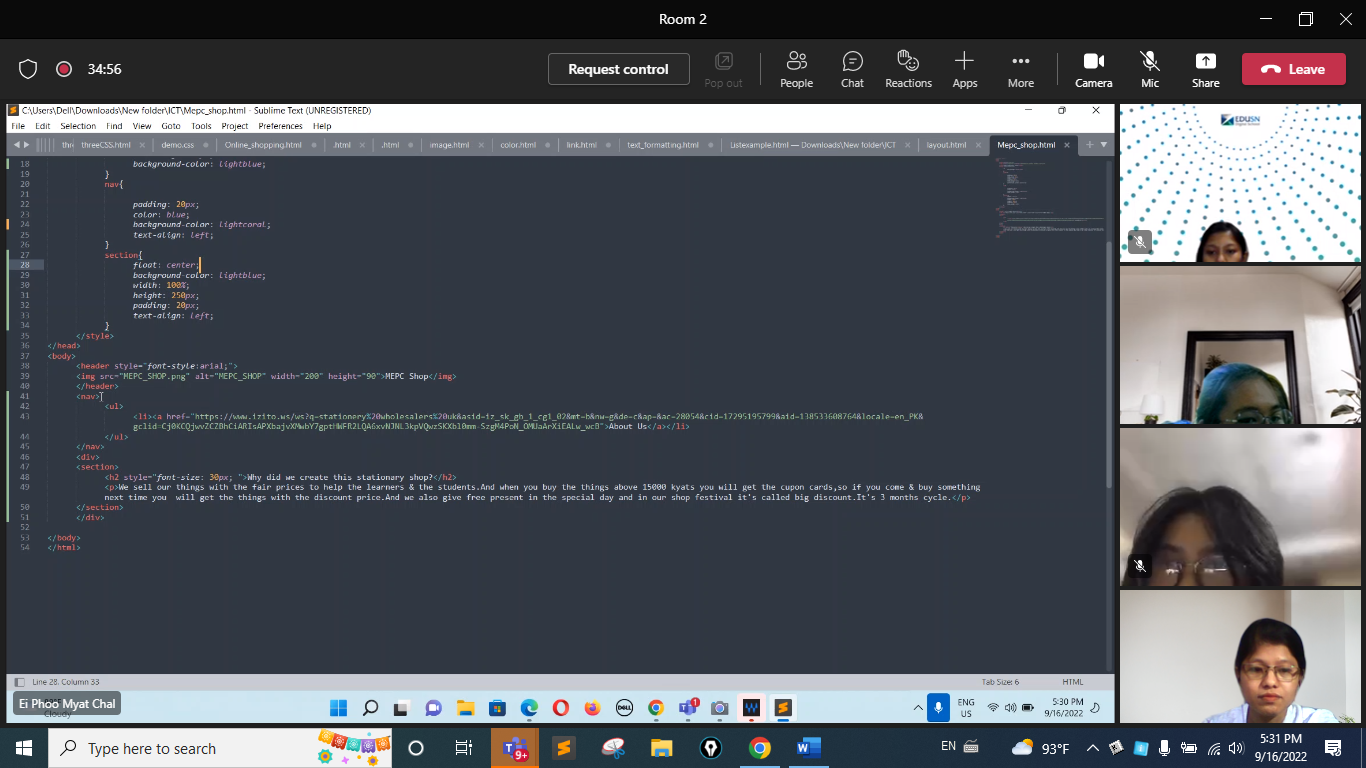 Room 2
34:56
Request control
Pop out
People
Chat
Reactions
Apps
More
Camera
Mic
Share
Leave
C:\Users\Dell\Downloads\New folder\ICT\Mepc_shop.html - Sublime Text (UNREGISTERED)
File Edit Selection Find View Goto Tools Project Preferences Help
thr threeCSS.html demo.css Online_shopping.html .html .html image.html color.html link.html text_formatting.html Listexample.html — Downloads\New folder\ICT layout.html Mepc_shop.html
18 background-color: lightblue;
19 }
20 nav{
21
22 padding: 20px;
23 color: blue;
24 background-color: lightcoral;
25 text-align: left;
26 }
27 section{
28 float: center;
29 background-color: lightblue;
30 width: 100%;
31 height: 250px;
32 padding: 20px;
33 text-align: left;
34 }
35 </style>
36 </head>
37 <body>
38 <header style="font-style:arial;">
39 <img src="MEPC_SHOP.png" alt="MEPC_SHOP" width="200" height="90">MEPC Shop</img>
40 </header>
41 <nav>
42 <ul>
43 <li><a href="https://www.izito.ws/ws?q=stationery%20wholesalers%20uk&asid=iz_sk_gb_1_cg1_02&mt=b&nw=g&de=c&ap=&ac=28054&cid=17295195799&aid=138533608764&locale=en_PK&
44 </ul>
45 </nav>
46 <div>
47 <section>
48 <h2 style="font-size: 30px; ">Why did we create this stationary shop?</h2>
49 <p>We sell our things with the fair prices to help the learners & the students.And when you buy the things above 15000 kyats you will get the cupon cards,so if you come & buy something
next time you will get the things with the discount price.And we also give free present in the special day and in our shop festival it's called big discount.It's 3 months cycle.</p>
50 </section>
51 </div>
52
53 </body>
54 </html>
Line 28, Column 33
Tab Size: 6
HTML
Ei Phoo Myat Chal
Cloudy
DELL
1
ENG
US
5:30 PM
9/16/2022
EDUSN
Type here to search
9+
EN
93°F
5:31 PM
9/16/2022